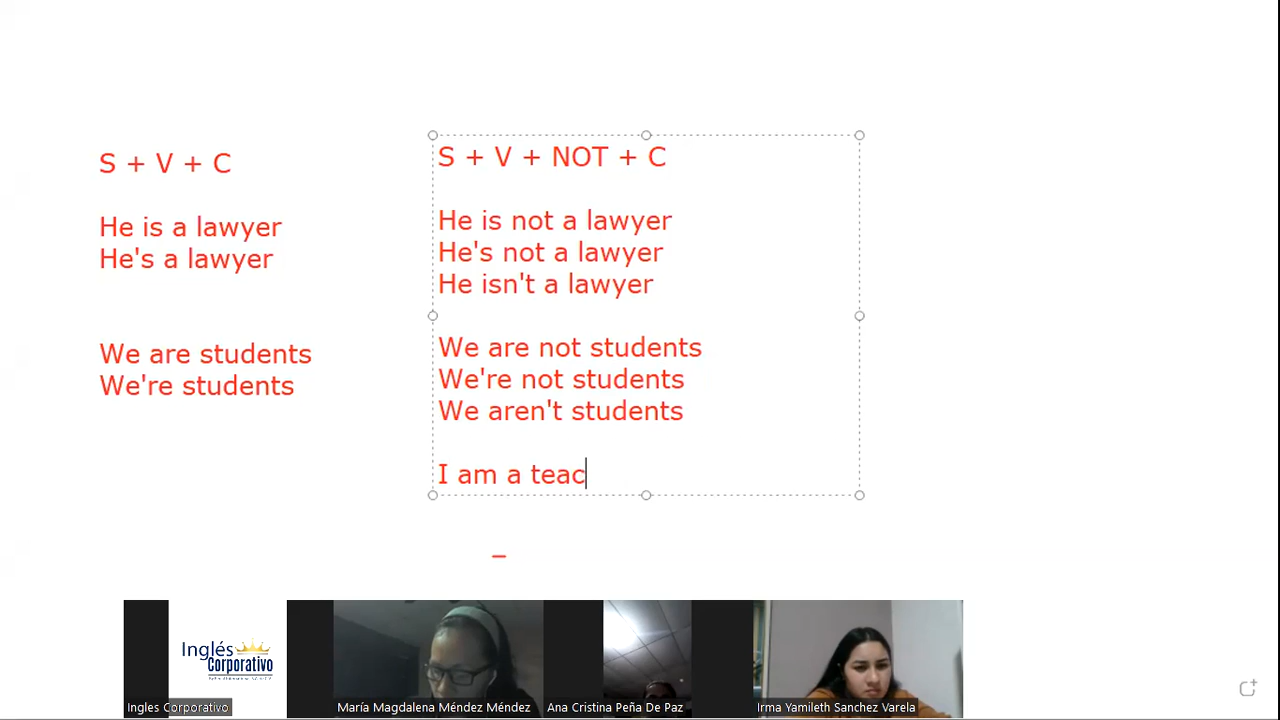 S + V + C
He is a lawyer
He's a lawyer
We are students
We're students
S + V + NOT + C
He is not a lawyer
He's not a lawyer
He isn't a lawyer
We are not students
We're not students
We aren't students
I am a teac
Inglés
Corporativo
Ingles Corporativo
María Magdalena Méndez Méndez
Ana Cristina Peña De Paz
Irma Yamileth Sanchez Varela